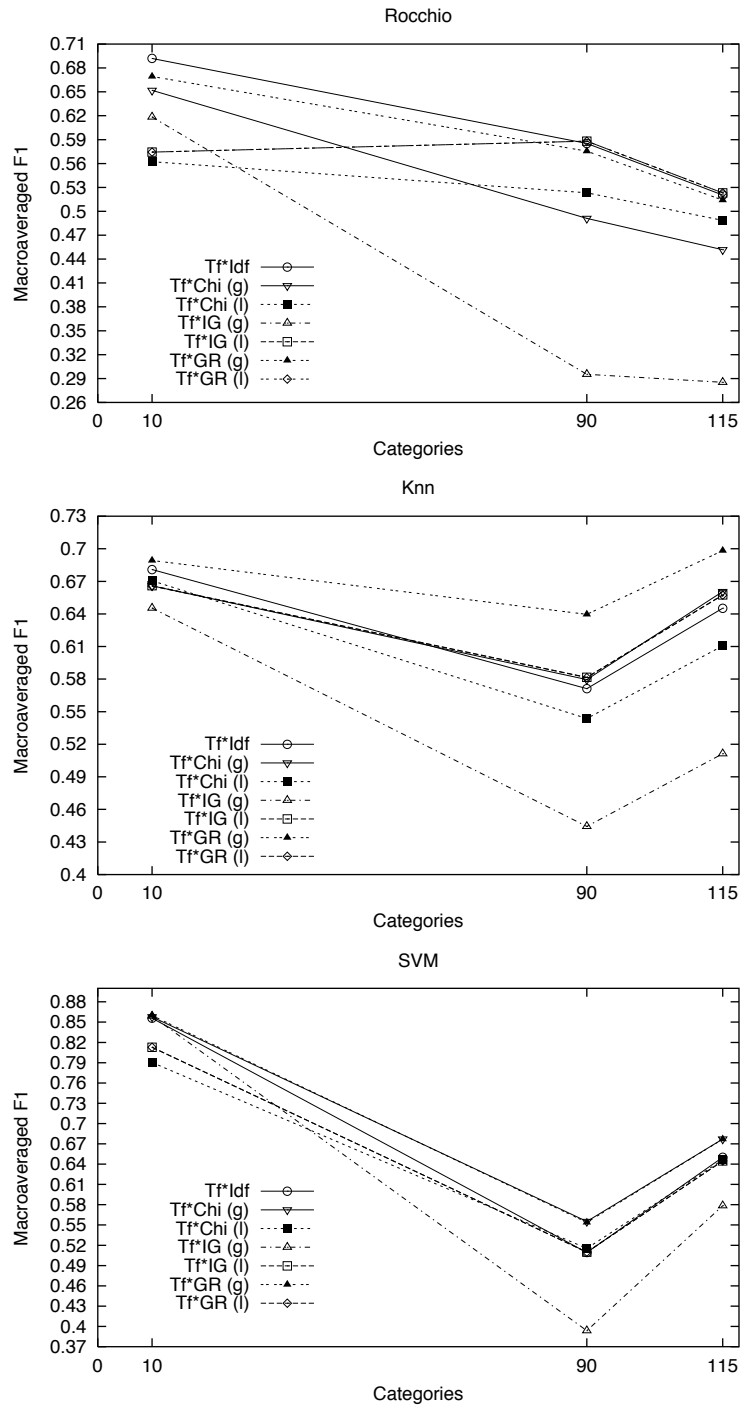 Rocchio
Macroaveraged F1
0.71
0.68
0.65
0.62
0.59
0.56
0.53
0.5
0.47
0.44
0.41
0.38
0.35
0.32
0.29
0.26
Tf*Idf
Tf*Chi (g)
Tf*Chi (l)
Tf*IG (g)
Tf*IG (l)
Tf*GR (g)
Tf*GR (l)
0 10 90 115
Categories
Knn
Macroaveraged F1
0.73
0.7
0.67
0.64
0.61
0.58
0.55
0.52
0.49
0.46
0.43
0.4
Tf*Idf
Tf*Chi (g)
Tf*Chi (l)
Tf*IG (g)
Tf*IG (l)
Tf*GR (g)
Tf*GR (l)
0 10 90 115
Categories
SVM
Macroaveraged F1
0.88
0.85
0.82
0.79
0.76
0.73
0.7
0.67
0.64
0.61
0.58
0.55
0.52
0.49
0.46
0.43
0.4
0.37
Tf*Idf
Tf*Chi (g)
Tf*Chi (l)
Tf*IG (g)
Tf*IG (l)
Tf*GR (g)
Tf*GR (l)
0 10 90 115
Categories